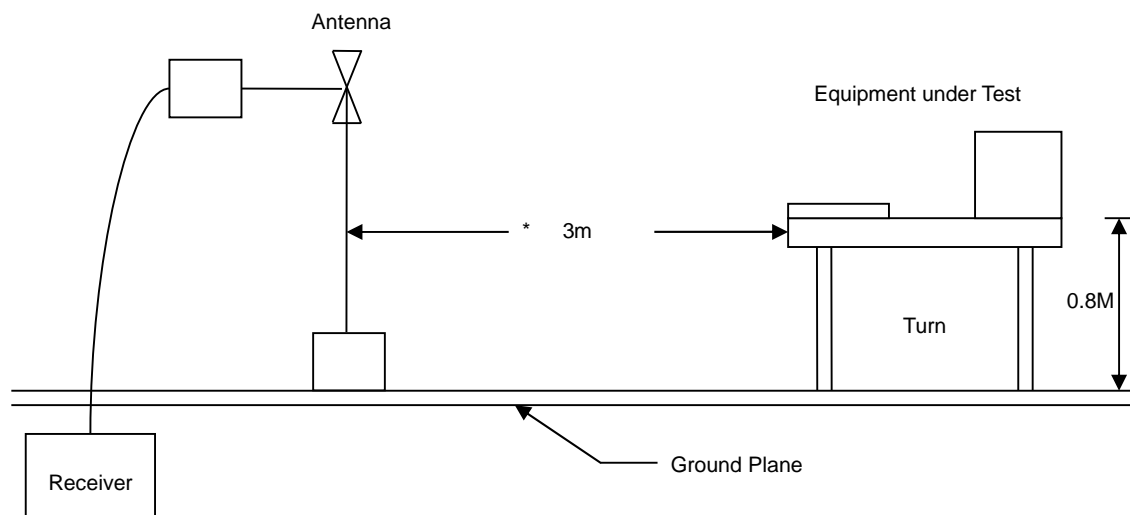 Antenna
Equipment under Test
* 3m
0.8M
Turn
Ground Plane
Receiver